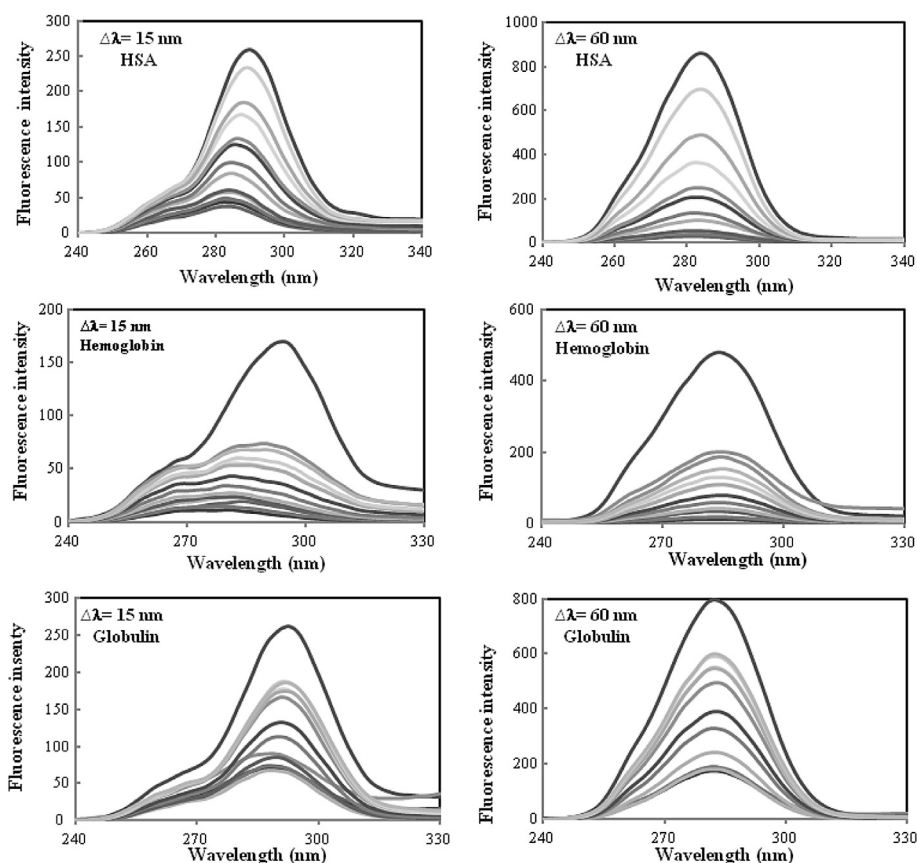 Δλ= 15 nm
HSA
Fluorescence intensity
300
250
200
150
100
50
0
240 260 280 300 320 340
Wavelength (nm)
Δλ= 60 nm
HSA
Fluorescence intensity
1000
800
600
400
200
0
240 260 280 300 320 340
Wavelength (nm)
Δλ= 15 nm
Hemoglobin
Fluorescence intensity
200
150
100
50
0
240 270 300 330
Wavelength (nm)
Δλ= 60 nm
Hemoglobin
Fluorescence intensity
600
400
200
0
240 270 300 330
Wavelength (nm)
Δλ= 15 nm
Globulin
Fluorescence insenty
300
250
200
150
100
50
0
240 270 300 330
Wavelength (nm)
Δλ= 60 nm
Globulin
Fluorescence intensity
800
600
400
200
0
240 270 300 330
Wavelength (nm)